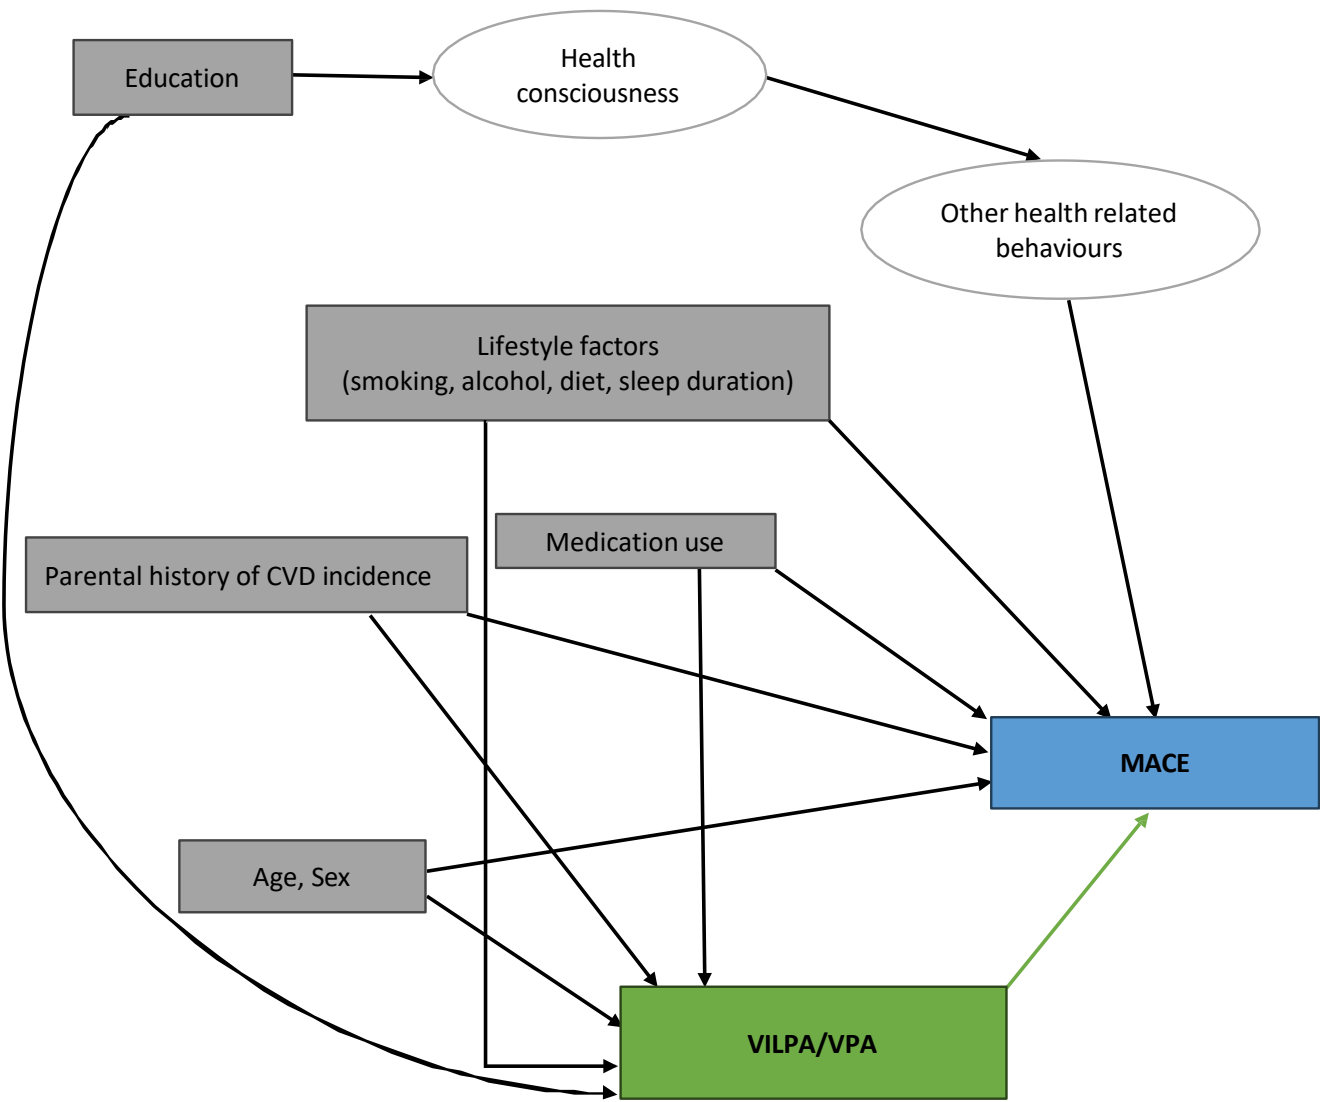 Education
Health
consciousness
Other health related
behaviours
Lifestyle factors
(smoking, alcohol, diet, sleep duration)
Medication use
Parental history of CVD incidence
MACE
Age, Sex
VILPA/VPA